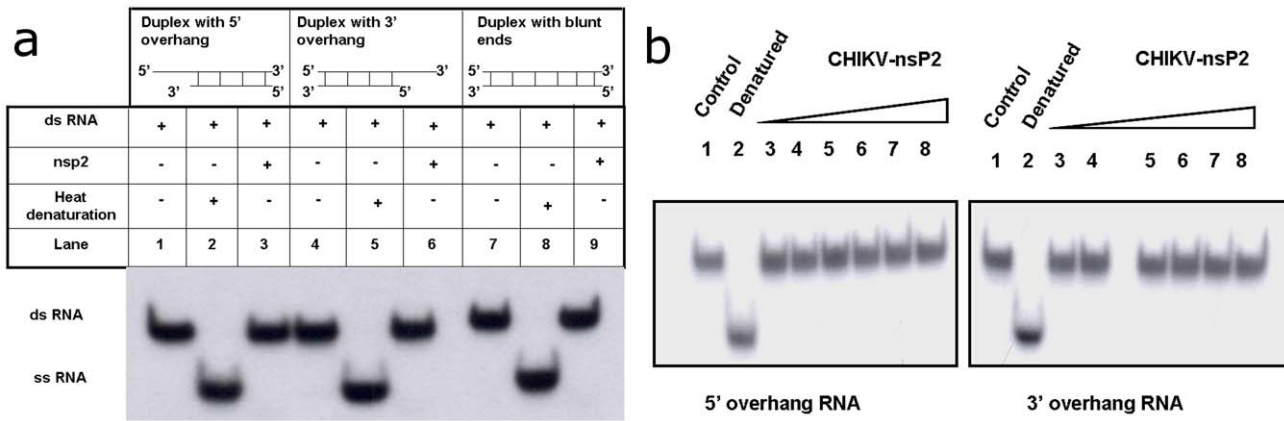 a
Duplex with 5' overhang
Duplex with 3' overhang
Duplex with blunt ends
5' 3'
3' 5'
5' 3'
3' 5'
5' 3'
3' 5'
ds RNA + + + + + + + + +
nsp2 - - + - - + - - +
Heat denaturation - + - - + - - + -
Lane 1 2 3 4 5 6 7 8 9
ds RNA
ss RNA
b
Control Denatured CHIKV-nsP2
1 2 3 4 5 6 7 8
5' overhang RNA
Control Denatured CHIKV-nsP2
1 2 3 4 5 6 7 8
3' overhang RNA